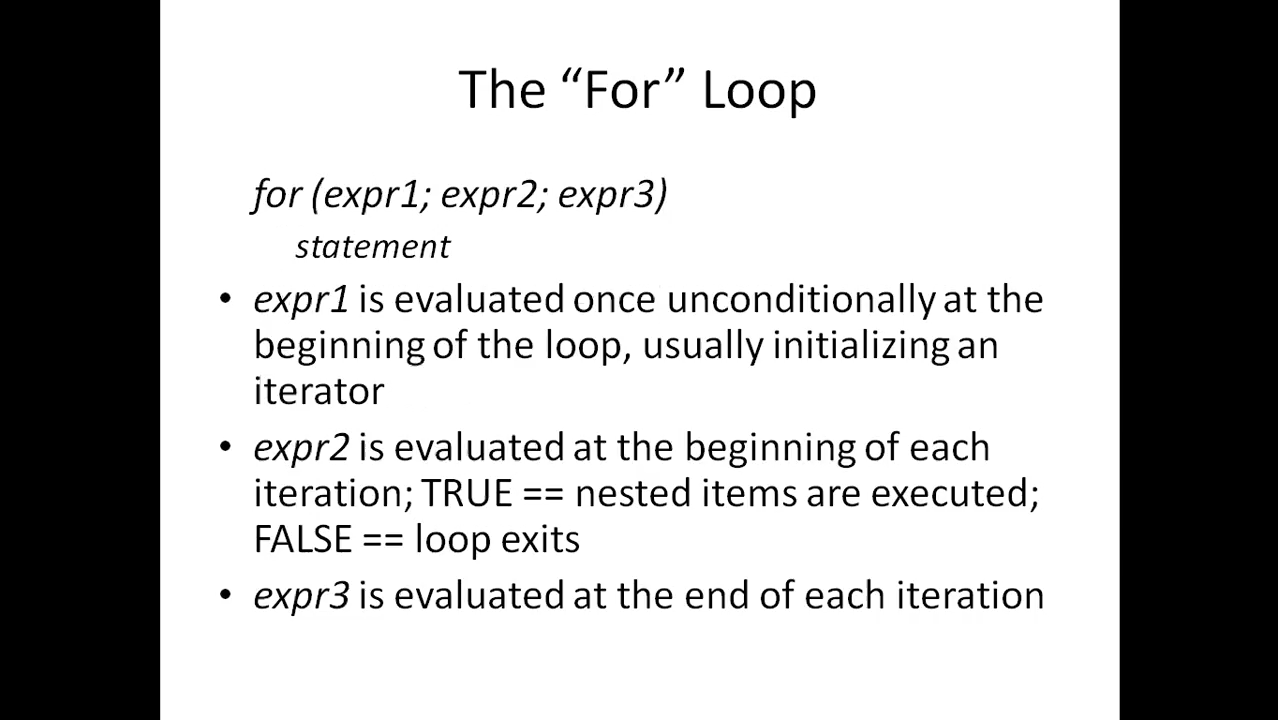 The “For” Loop
for (expr1; expr2; expr3)
statement
• expr1 is evaluated once unconditionally at the
beginning of the loop, usually initializing an
iterator
• expr2 is evaluated at the beginning of each
iteration; TRUE == nested items are executed;
FALSE == loop exits
• expr3 is evaluated at the end of each iteration